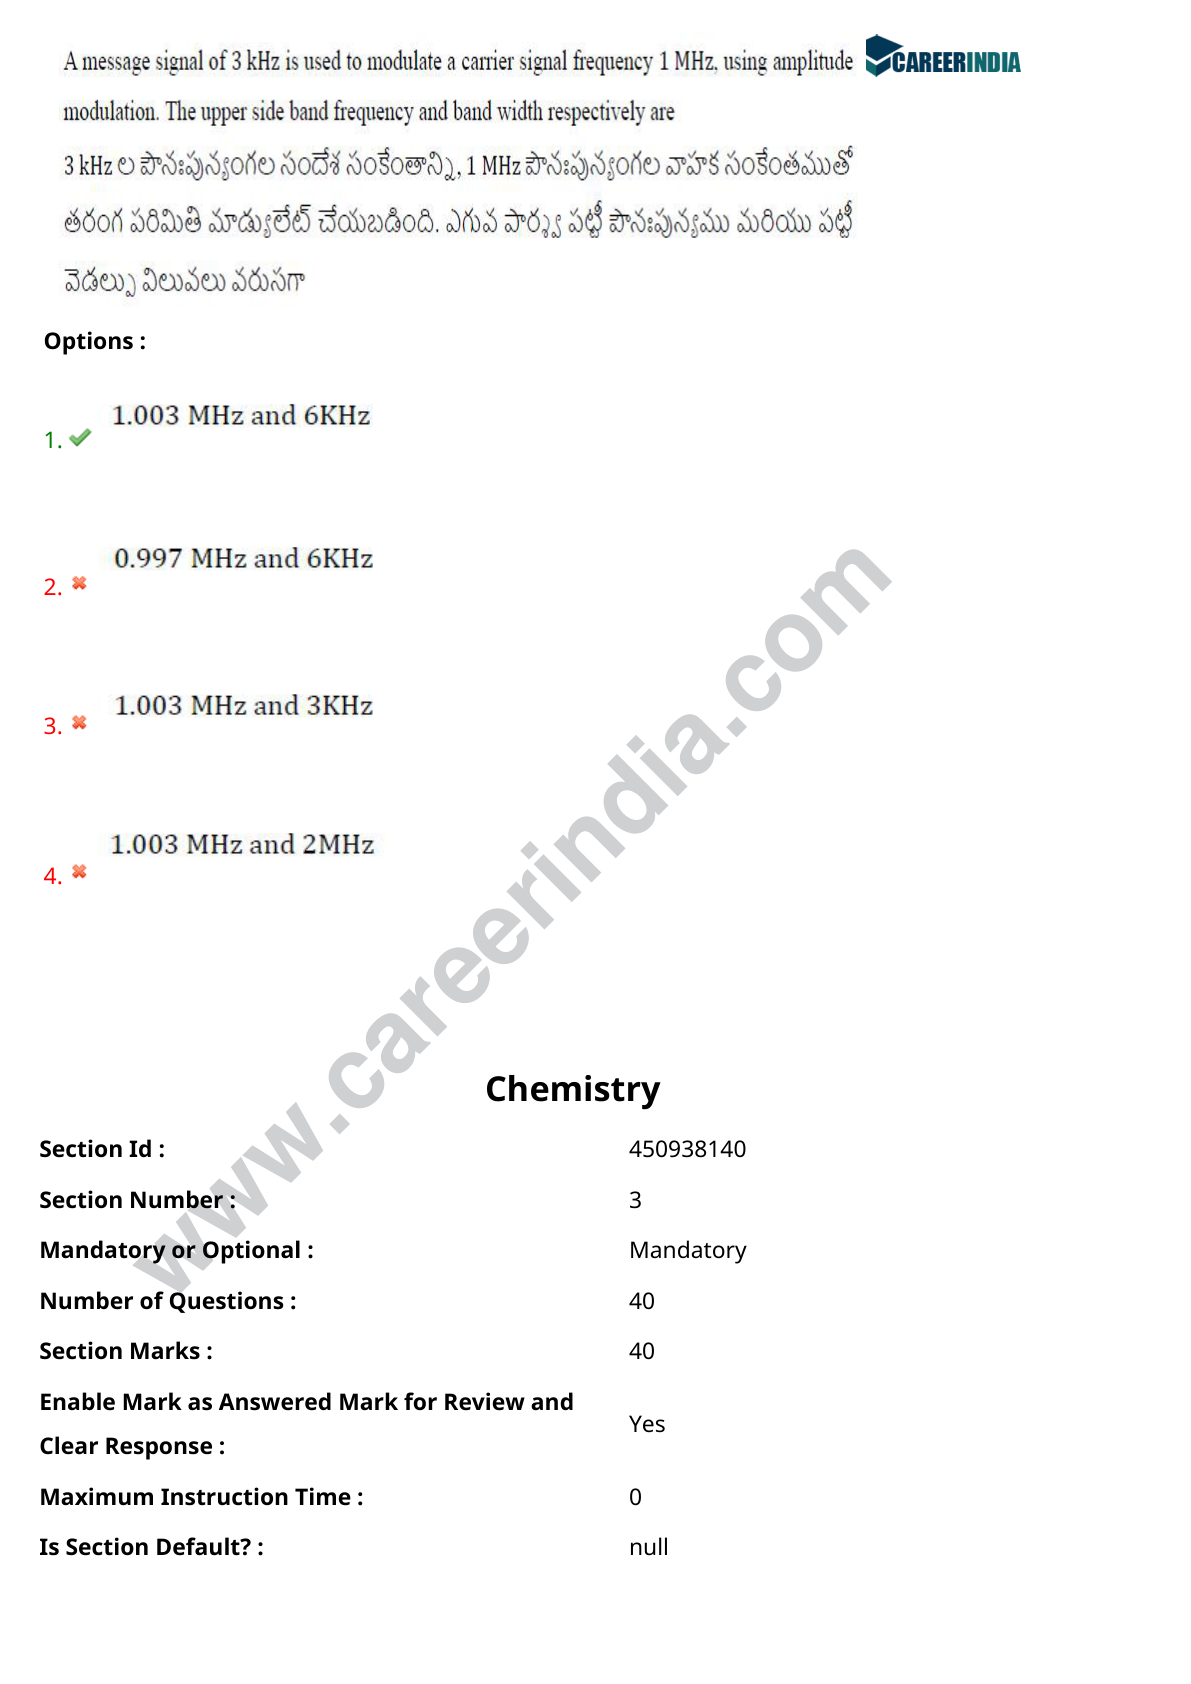 A message signal of 3 kHz is used to modulate a carrier signal frequency 1 MHz, using amplitude
CAREERINDIA
modulation. The upper side band frequency and band width respectively are
3 kHz ల పౌనఃపున్యంగల సందేశ సంకేంతాన్ని, 1 MHz పౌనఃపున్యంగల వాహక సంకేంతముతో
తరంగ పరిమితి మాడ్యులేట్ చేయబడింది. ఎగువ పార్శ్వ పట్టీ పౌనఃపున్యము మరియు పట్టీ
వెడల్పు విలువలు వరుసగా
Options :
1. 1.003 MHz and 6KHz
2. 0.997 MHz and 6KHz
3. 1.003 MHz and 3KHz
4. 1.003 MHz and 2MHz
www.careerindia.com
Chemistry
Section Id : 450938140
Section Number : 3
Mandatory or Optional : Mandatory
Number of Questions : 40
Section Marks : 40
Enable Mark as Answered Mark for Review and
Clear Response : Yes
Maximum Instruction Time : 0
Is Section Default? : null